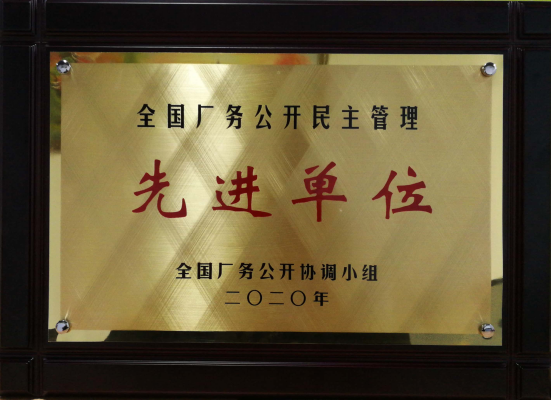 全国厂务公开民主管理
先进单位
全国厂务公开协调小组
二〇二〇年